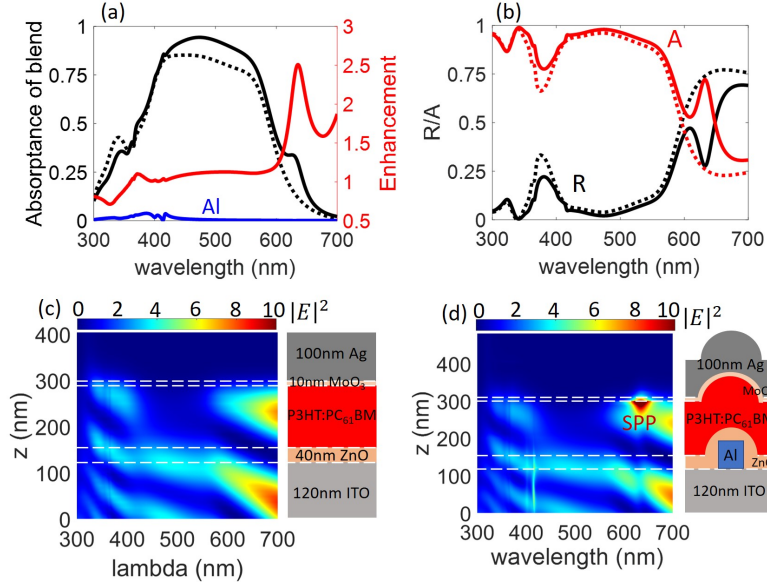 (a)
Absorptance of blend
1
0.75
0.5
0.25
0
3
2.5
2
1.5
1
0.5
Enhancement
Al
300 400 500 600 700
wavelength (nm)
(b)
R/A
1
0.75
0.5
0.25
0
A
R
300 400 500 600 700
wavelength (nm)
(c)
0 2 4 6 8 10 |E|²
z (nm)
400
300
200
100
0
300 400 500 600 700
lambda (nm)
100nm Ag
10nm MoO₃
P3HT:PC₆₁BM
40nm ZnO
120nm ITO
(d)
0 2 4 6 8 10 |E|²
z (nm)
400
300
200
100
0
SPP
300 400 500 600 700
wavelength (nm)
100nm Ag
MoO
P3HT:PC₆₁BM
Al
ZnO
120nm ITO